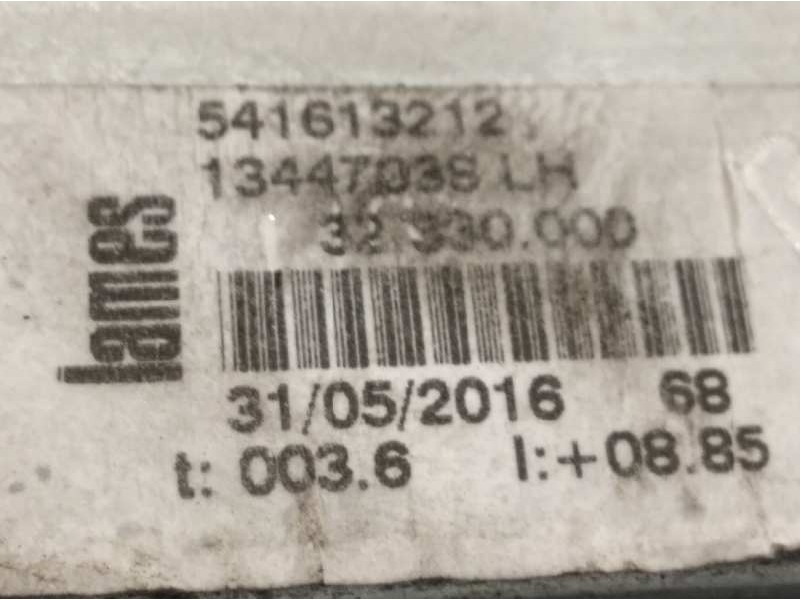 541613212
13447038 LH
32 330.000
lames
31/05/2016 68
t: 003.6 I:+08.85